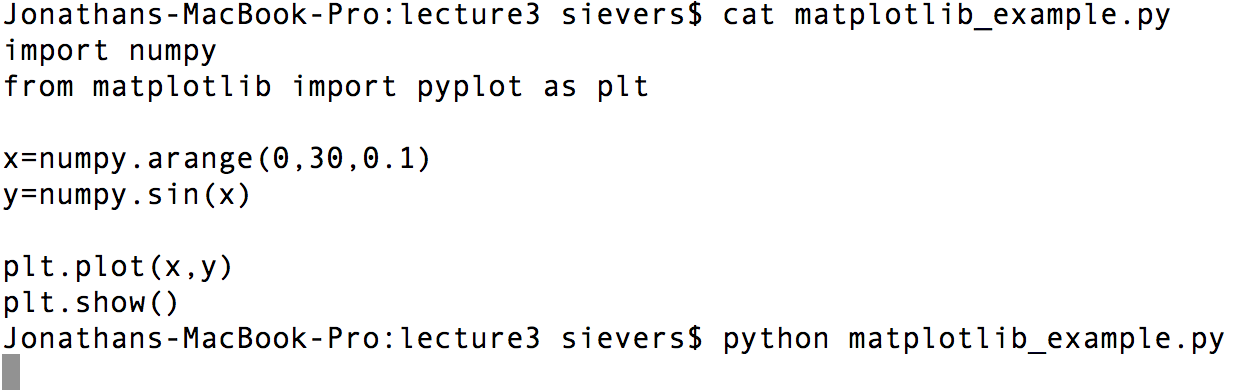 Jonathans-MacBook-Pro:lecture3 sievers$ cat matplotlib_example.py
import numpy
from matplotlib import pyplot as plt
x=numpy.arange(0,30,0.1)
y=numpy.sin(x)
plt.plot(x,y)
plt.show()
Jonathans-MacBook-Pro:lecture3 sievers$ python matplotlib_example.py